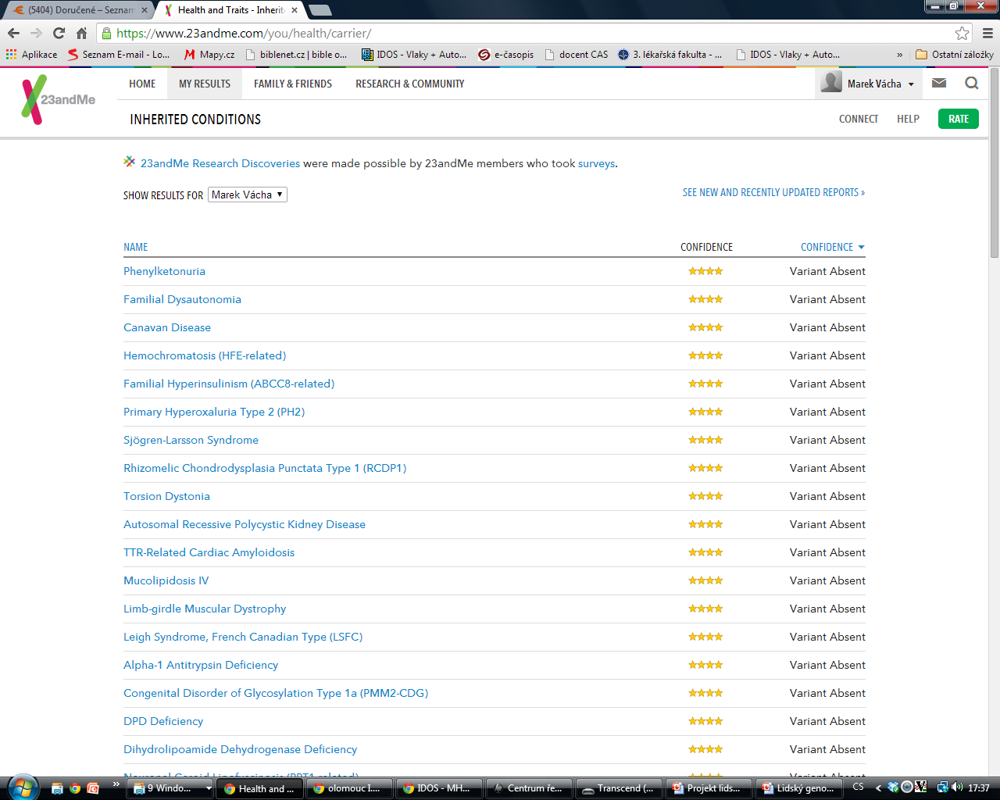 (5404) Doručené – Seznam
Health and Traits - Inherite
https://www.23andme.com/you/health/carrier/
Aplikace
Seznam E-mail - Lo...
Mapy.cz
biblenet.cz | bible o...
IDOS - Vlaky + Auto...
e-časopis
docent CAS
3. lékařská fakulta - ...
IDOS - Vlaky + Auto...
»
Ostatní záložky
23andMe
HOME
MY RESULTS
FAMILY & FRIENDS
RESEARCH & COMMUNITY
Marek Vácha
INHERITED CONDITIONS
CONNECT
HELP
RATE
23andMe Research Discoveries were made possible by 23andMe members who took surveys.
SHOW RESULTS FOR Marek Vácha
SEE NEW AND RECENTLY UPDATED REPORTS »
NAME CONFIDENCE CONFIDENCE
Phenylketonuria Variant Absent
Familial Dysautonomia Variant Absent
Canavan Disease Variant Absent
Hemochromatosis (HFE-related) Variant Absent
Familial Hyperinsulinism (ABCC8-related) Variant Absent
Primary Hyperoxaluria Type 2 (PH2) Variant Absent
Sjögren-Larsson Syndrome Variant Absent
Rhizomelic Chondrodysplasia Punctata Type 1 (RCDP1) Variant Absent
Torsion Dystonia Variant Absent
Autosomal Recessive Polycystic Kidney Disease Variant Absent
TTR-Related Cardiac Amyloidosis Variant Absent
Mucolipidosis IV Variant Absent
Limb-girdle Muscular Dystrophy Variant Absent
Leigh Syndrome, French Canadian Type (LSFC) Variant Absent
Alpha-1 Antitrypsin Deficiency Variant Absent
Congenital Disorder of Glycosylation Type 1a (PMM2-CDG) Variant Absent
DPD Deficiency Variant Absent
Dihydrolipoamide Dehydrogenase Deficiency Variant Absent
»
9 Windo...
Health and ...
olomouc I....
IDOS - MH...
Centrum ře...
Transcend (...
Projekt lids...
Lidský geno...
CS
17:37